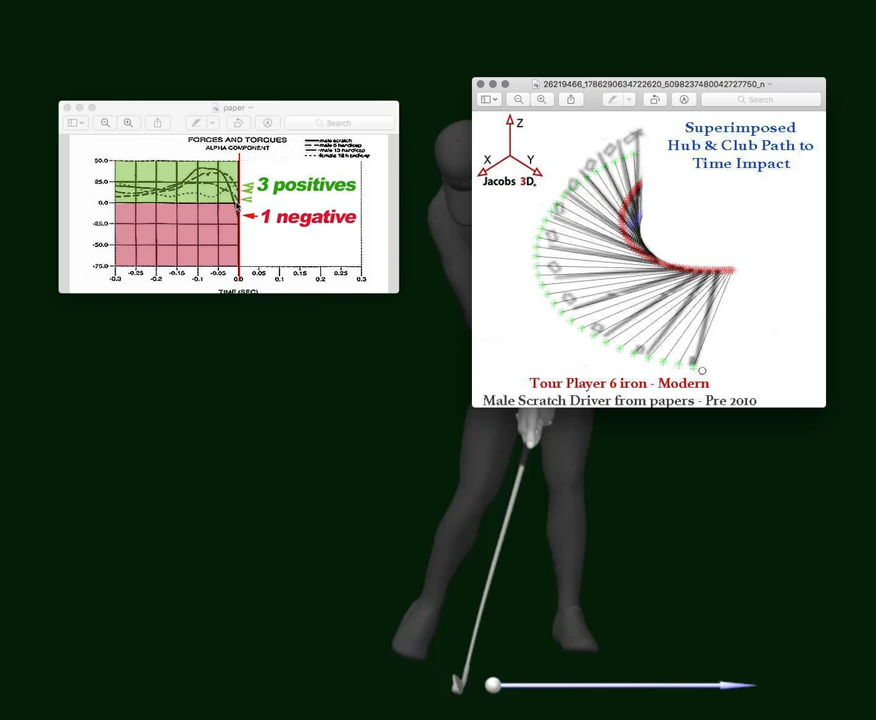 paper
Search
FORCES AND TORQUES
ALPHA COMPONENT
male scratch
male 5 handicap
male 13 handicap
female 18 handicap
50.0
25.0
0.0
-25.0
-50.0
-75.0
3 positives
1 negative
-0.3 -0.25 -0.2 -0.15 -0.1 -0.05 0.0 0.05 0.1 0.15 0.2 0.25 0.3
TIME (SEC)
26219466_1786290634722620_5098237480042727750_n
Search
Z
X
Y
Jacobs 3D
Superimposed
Hub & Club Path to
Time Impact
Tour Player 6 iron - Modern
Male Scratch Driver from papers - Pre 2010